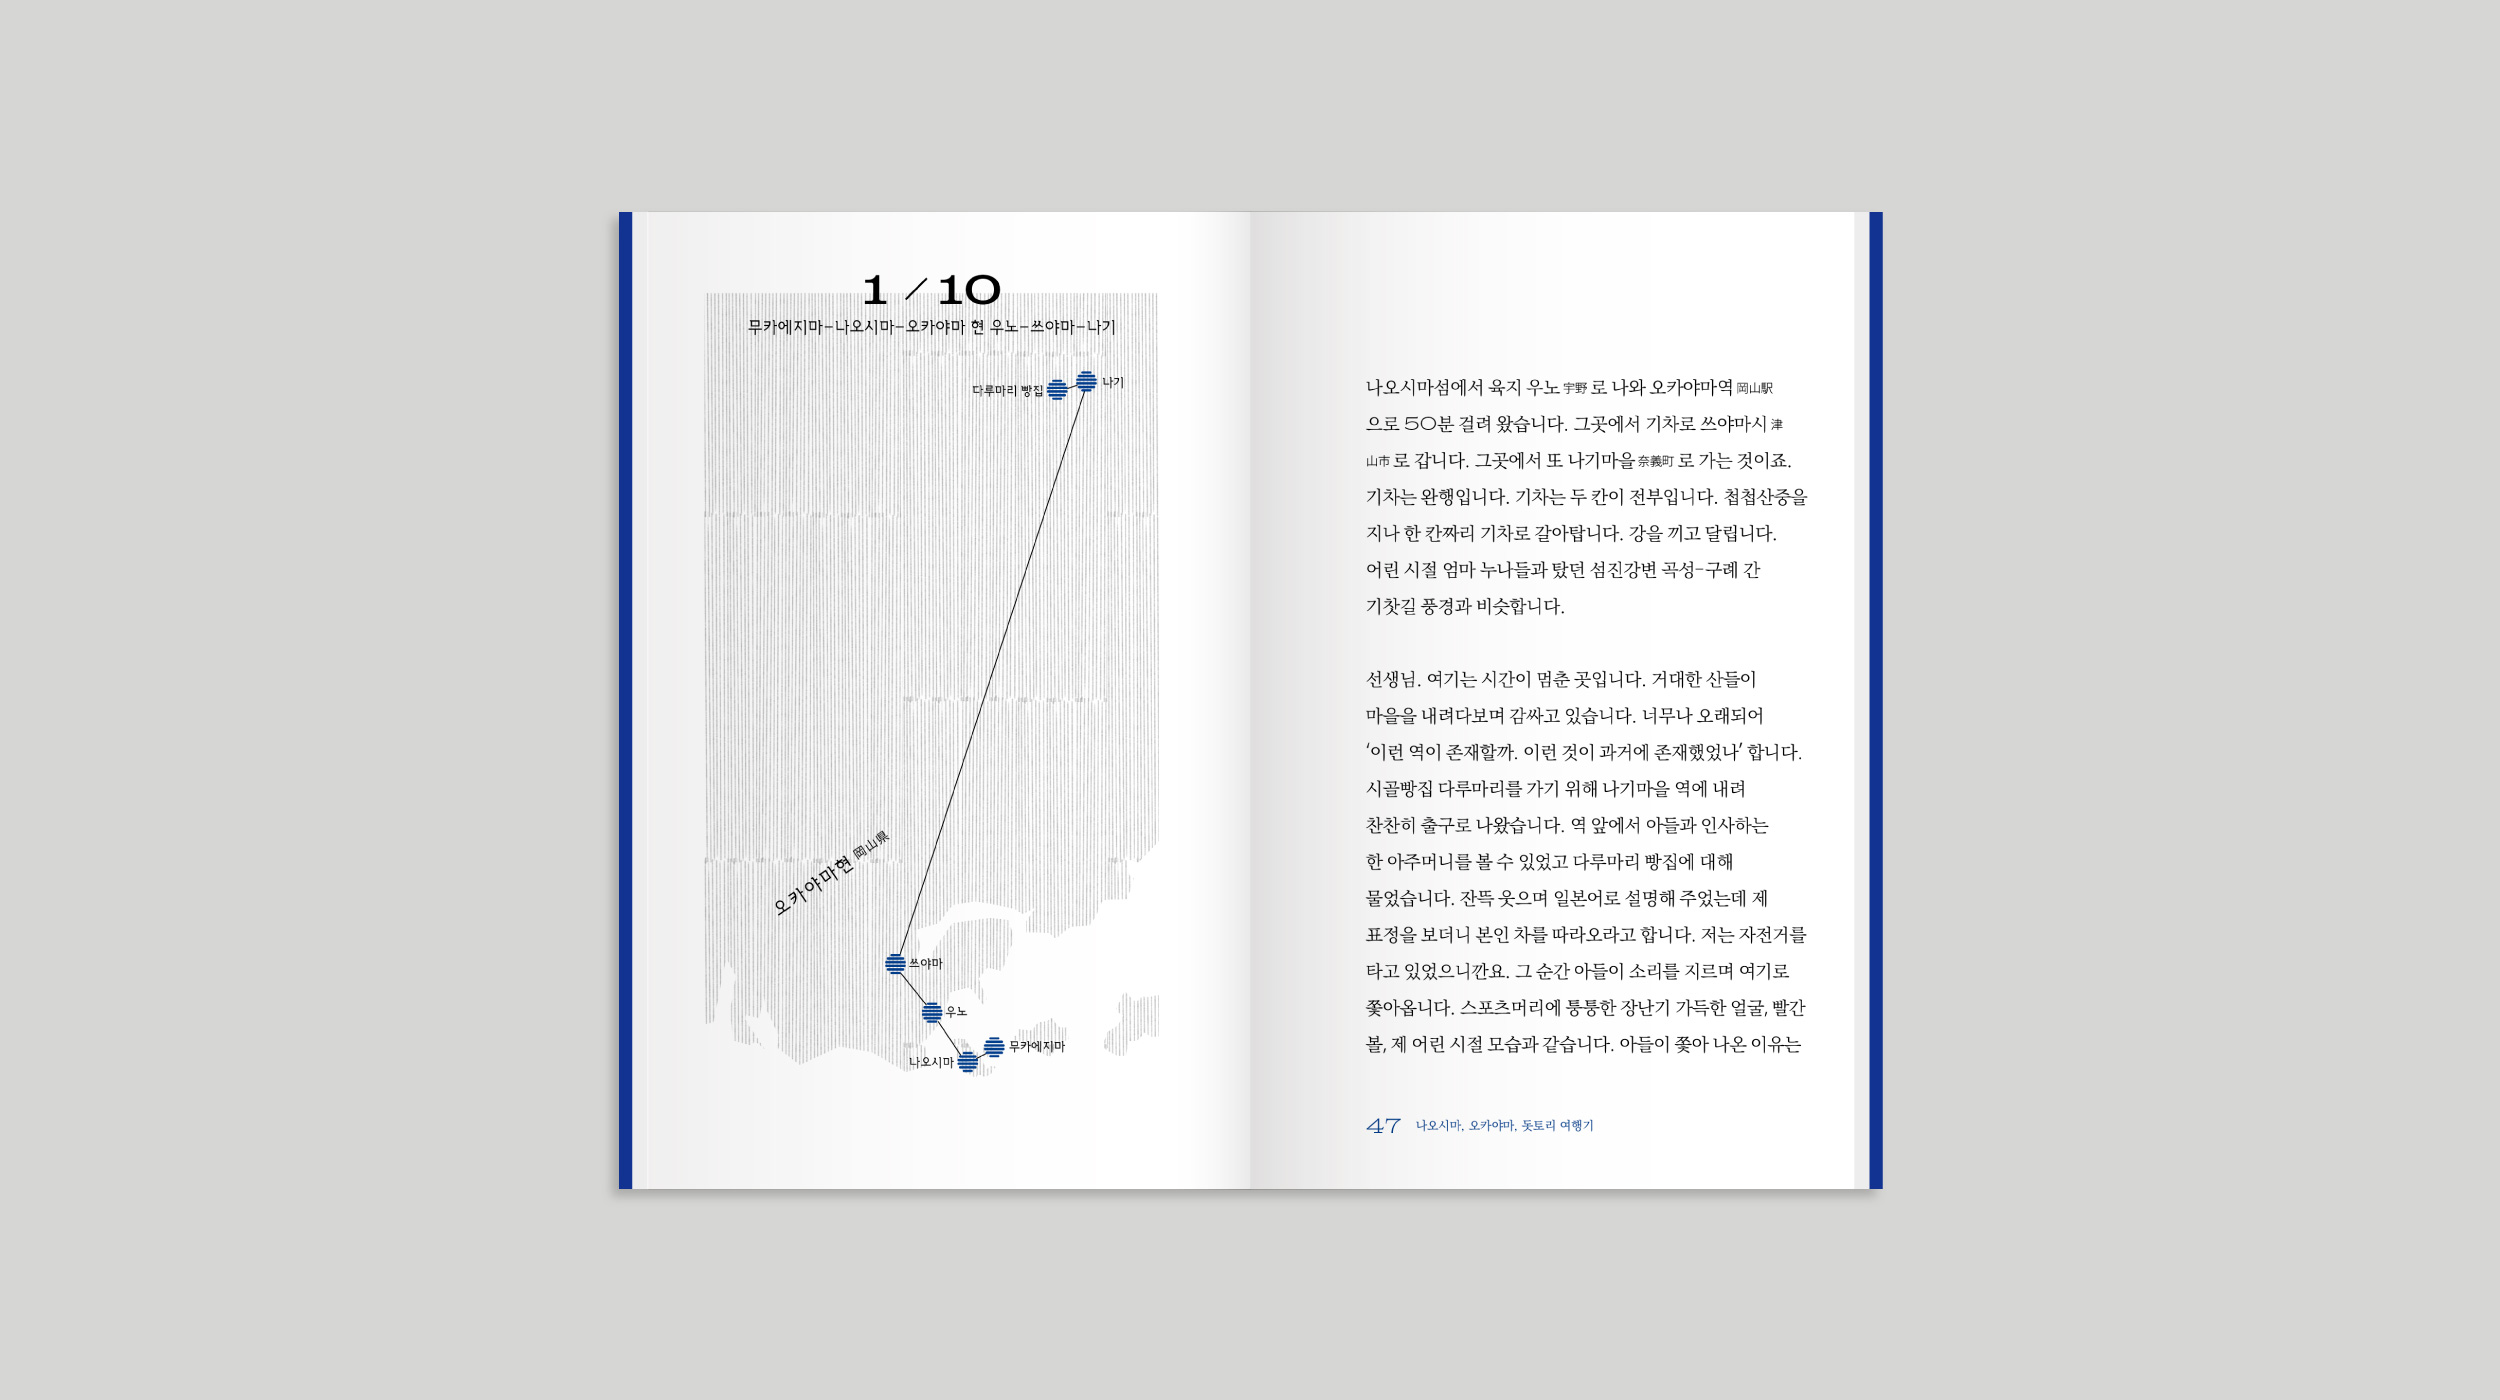 1 / 10
무카에지마–나오시마–오카야마 현 우노–쓰야마–나기
다루마리 빵집
나기
오카야마현 岡山県
쓰야마
우노
무카에지마
나오시마
나오시마섬에서 육지 우노 宇野 로 나와 오카야마역 岡山駅
으로 50분 걸려 왔습니다. 그곳에서 기차로 쓰야마시 津
山市 로 갑니다. 그곳에서 또 나기마을 奈義町 로 가는 것이죠.
기차는 완행입니다. 기차는 두 칸이 전부입니다. 첩첩산중을
지나 한 칸짜리 기차로 갈아탑니다. 강을 끼고 달립니다.
어린 시절 엄마 누나들과 탔던 섬진강변 곡성–구례 간
기찻길 풍경과 비슷합니다.
선생님. 여기는 시간이 멈춘 곳입니다. 거대한 산들이
마을을 내려다보며 감싸고 있습니다. 너무나 오래되어
‘이런 역이 존재할까. 이런 것이 과거에 존재했었나’ 합니다.
시골빵집 다루마리를 가기 위해 나기마을 역에 내려
찬찬히 출구로 나왔습니다. 역 앞에서 아들과 인사하는
한 아주머니를 볼 수 있었고 다루마리 빵집에 대해
물었습니다. 잔뜩 웃으며 일본어로 설명해 주었는데 제
표정을 보더니 본인 차를 따라오라고 합니다. 저는 자전거를
타고 있었으니깐요. 그 순간 아들이 소리를 지르며 여기로
쫓아옵니다. 스포츠머리에 퉁퉁한 장난기 가득한 얼굴, 빨간
볼, 제 어린 시절 모습과 같습니다. 아들이 쫓아 나온 이유는
47 나오시마, 오카야마, 돗토리 여행기